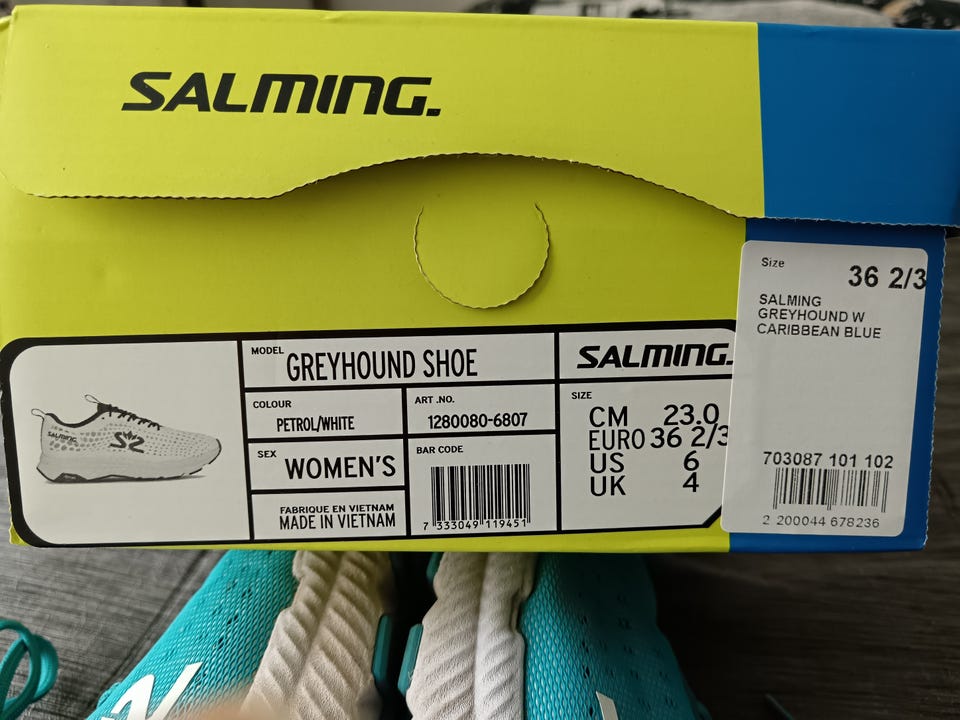 SALMING.
MODEL GREYHOUND SHOE
COLOUR
PETROL/WHITE
ART .NO.
1280080-6807
SEX
WOMEN'S
FABRIQUE EN VIETNAM
MADE IN VIETNAM
BAR CODE
7 333049 119451
SALMING.
SIZE
CM 23.0
EURO 36 2/3
US 6
UK 4
Size
36 2/3
SALMING
GREYHOUND W
CARIBBEAN BLUE
703087 101 102
2 200044 678236
SALMING